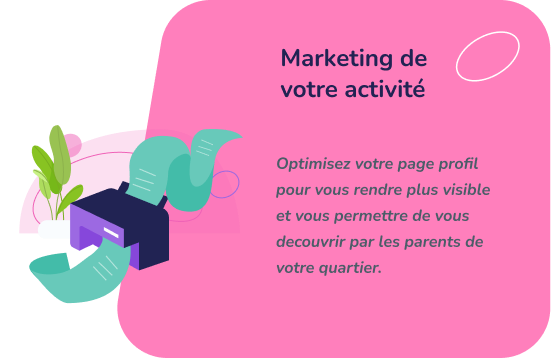 Marketing de
votre activité
Optimisez votre page profil
pour vous rendre plus visible
et vous permettre de vous
decouvrir par les parents de
votre quartier.